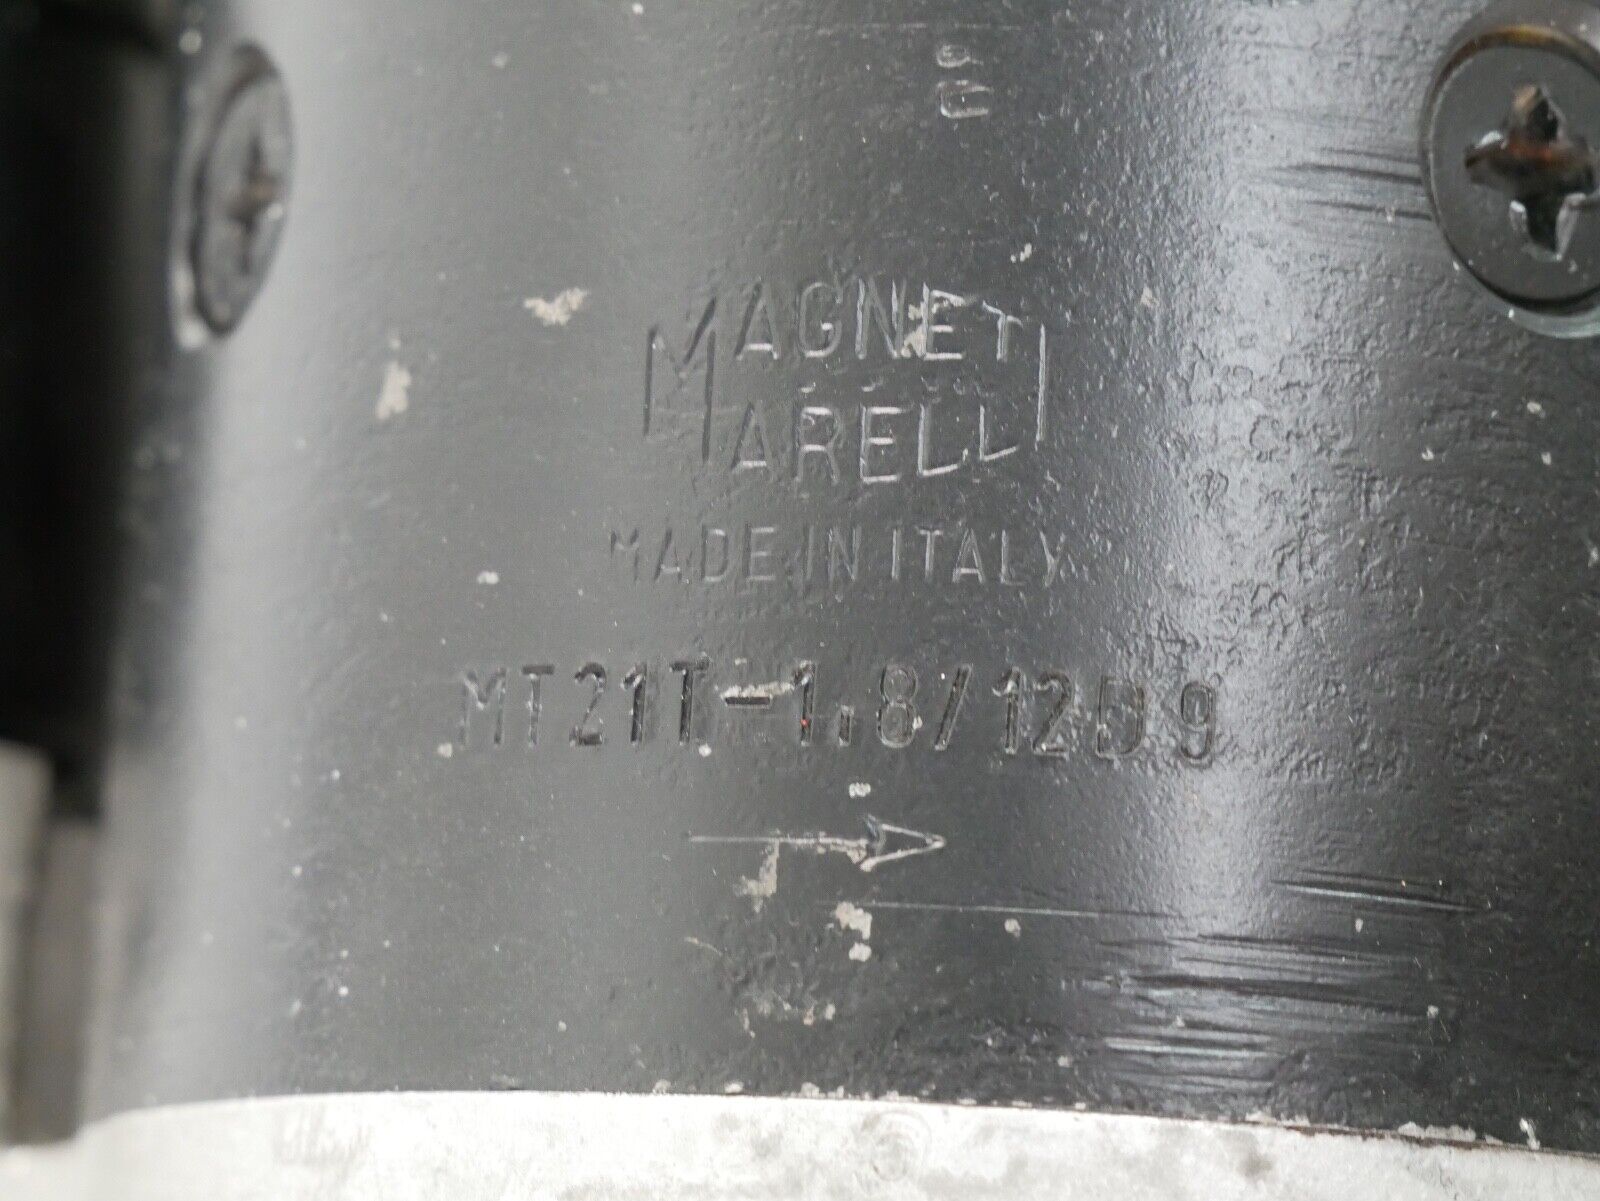 MAGNETI
MARELLI
MADE IN ITALY
MT21T-1,8/12D9